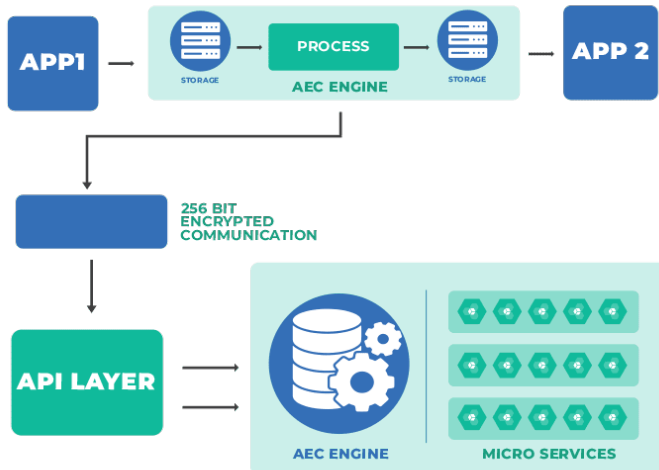 APP1
STORAGE
PROCESS
STORAGE
AEC ENGINE
APP 2
256 BIT
ENCRYPTED
COMMUNICATION
API LAYER
AEC ENGINE
MICRO SERVICES